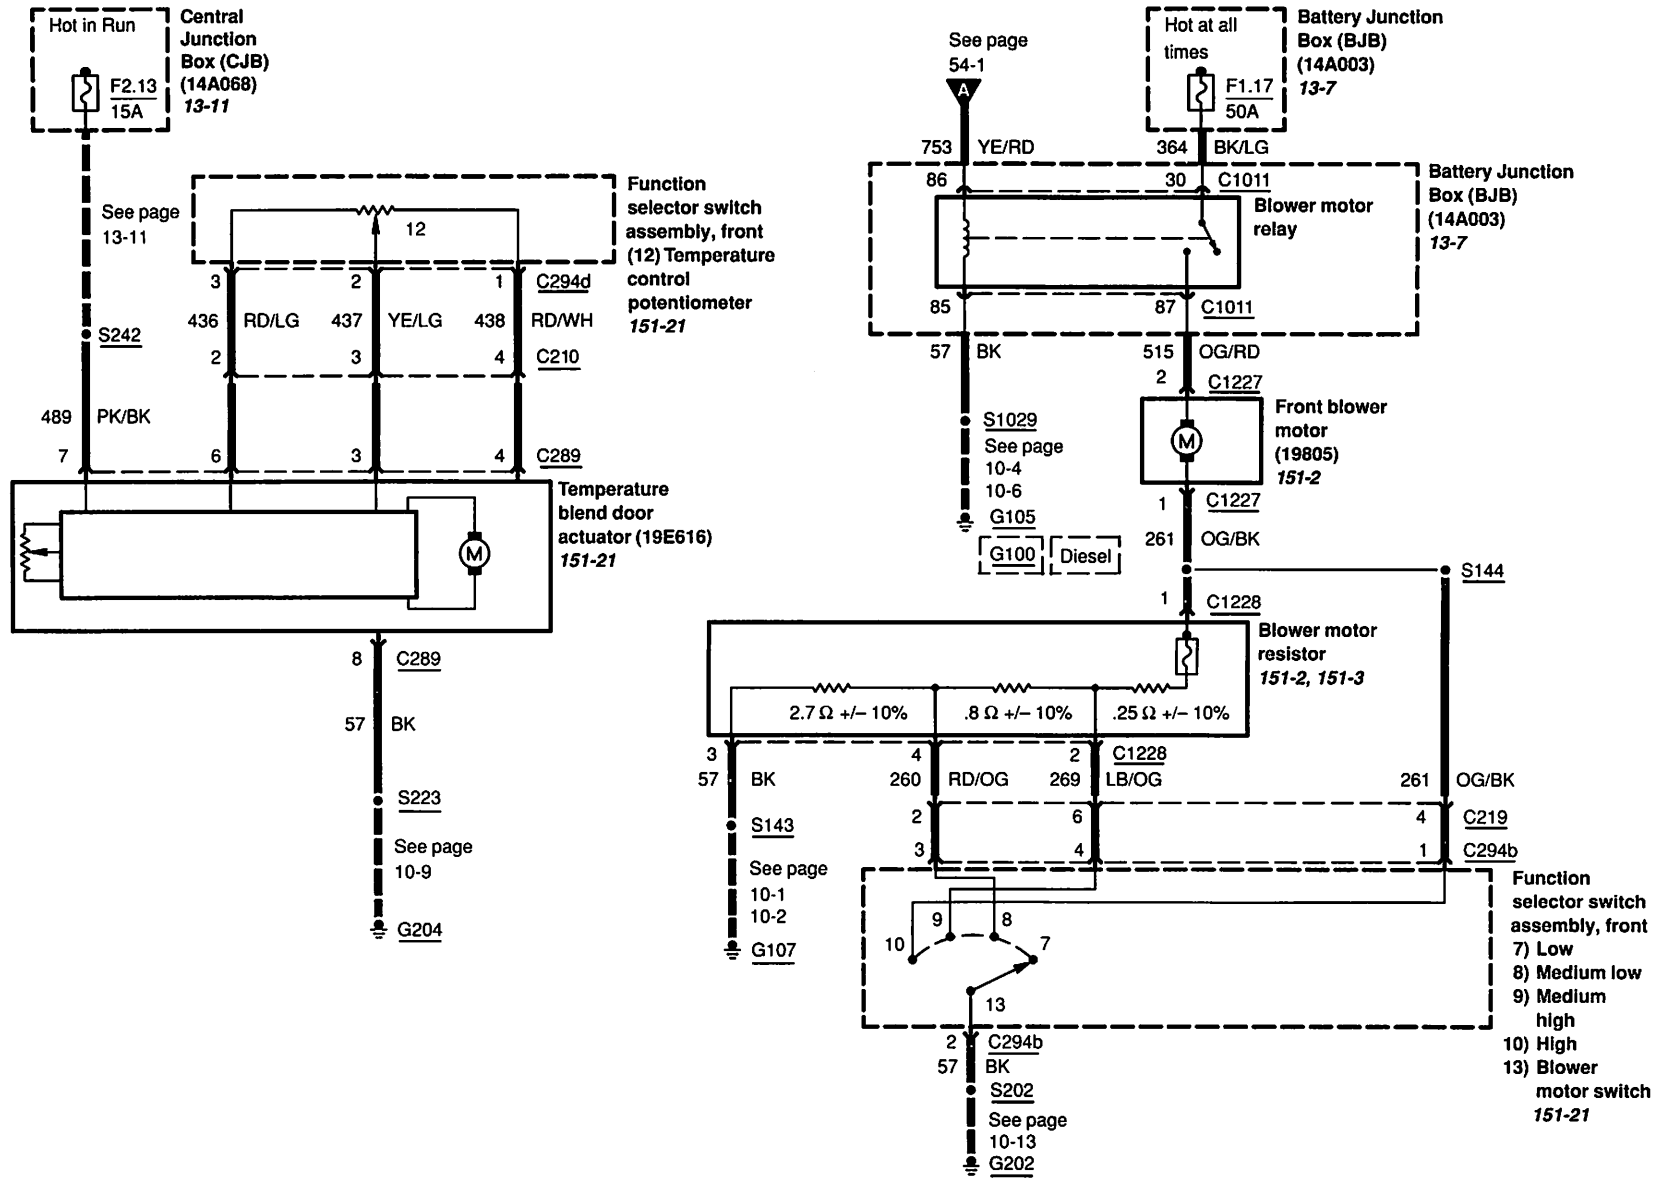 Hot in Run
Central
Junction
Box (CJB)
(14A068)
13-11
F2.13
15A
See page
13-11
S242
489 PK/BK
7
12
Function
selector switch
assembly, front
(12) Temperature
control
potentiometer
151-21
3 2 1 C294d
436 RD/LG 437 YE/LG 438 RD/WH
2 3 4 C210
6 3 4 C289
M
Temperature
blend door
actuator (19E616)
151-21
8 C289
57 BK
S223
See page
10-9
G204
See page
54-1
A
Hot at all
times
F1.17
50A
Battery Junction
Box (BJB)
(14A003)
13-7
753 YE/RD
364 BK/LG
86
30 C1011
Blower motor
relay
Battery Junction
Box (BJB)
(14A003)
13-7
85
87 C1011
57 BK
515 OG/RD
2 C1227
S1029
See page
10-4
10-6
G105
G100
Diesel
M
Front blower
motor
(19805)
151-2
1 C1227
261 OG/BK
S144
1 C1228
Blower motor
resistor
151-2, 151-3
2.7 Ω +/– 10%
.8 Ω +/– 10%
.25 Ω +/– 10%
3 4 2 C1228
57 BK
260 RD/OG
269 LB/OG
261 OG/BK
S143
See page
10-1
10-2
G107
2 6 4 C219
3 4 1 C294b
10
9
8
7
13
Function
selector switch
assembly, front
7) Low
8) Medium low
9) Medium
high
10) High
13) Blower
motor switch
151-21
2 C294b
57 BK
S202
See page
10-13
G202